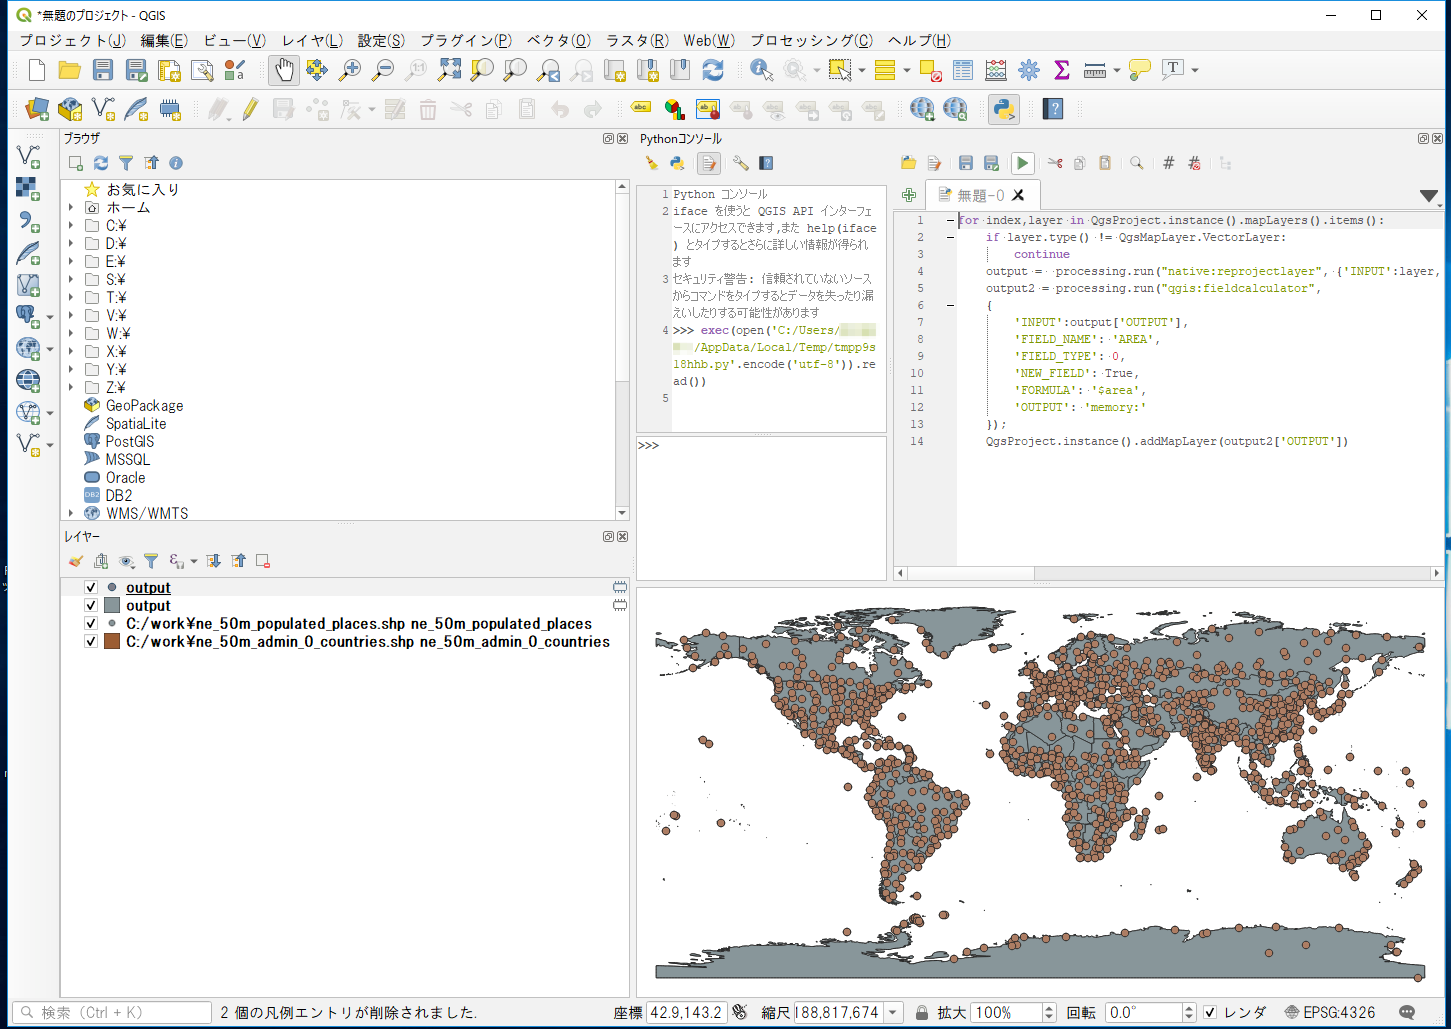 *無題のプロジェクト - QGIS
プロジェクト(J) 編集(E) ビュー(V) レイヤ(L) 設定(S) プラグイン(P) ベクタ(O) ラスタ(R) Web(W) プロセッシング(C) ヘルプ(H)
ブラウザ
お気に入り
ホーム
C:¥
D:¥
E:¥
S:¥
T:¥
V:¥
W:¥
X:¥
Y:¥
Z:¥
GeoPackage
SpatiaLite
PostGIS
MSSQL
Oracle
DB2
WMS/WMTS
レイヤー
output
output
C:/work¥ne_50m_populated_places.shp ne_50m_populated_places
C:/work¥ne_50m_admin_0_countries.shp ne_50m_admin_0_countries
Pythonコンソール
1 Python コンソール
2 iface を使うと QGIS API インターフェ
ースにアクセスできます,また help(iface
) とタイプするとさらに詳しい情報が得られ
ます
3 セキュリティ警告: 信頼されていないソース
からコマンドをタイプするとデータを失ったり漏
えいしたりする可能性があります
4 >>> exec(open('C:/Users/
/AppData/Local/Temp/tmpp9s
l8hhb.py'.encode('utf-8')).re
ad())
5
>>>
無題-0
1 for index,layer in QgsProject.instance().mapLayers().items():
2 if layer.type() != QgsMapLayer.VectorLayer:
3 continue
4 output = processing.run("native:reprojectlayer", {'INPUT':layer,
5 output2 = processing.run("qgis:fieldcalculator",
6 {
7 'INPUT':output['OUTPUT'],
8 'FIELD_NAME': 'AREA',
9 'FIELD_TYPE': 0,
10 'NEW_FIELD': True,
11 'FORMULA': '$area',
12 'OUTPUT': 'memory:'
13 });
14 QgsProject.instance().addMapLayer(output2['OUTPUT'])
検索 (Ctrl + K) 2 個の凡例エントリが削除されました. 座標 42.9,143.2 縮尺 188,817,674 拡大 100% 回転 0.0° レンダ EPSG:4326